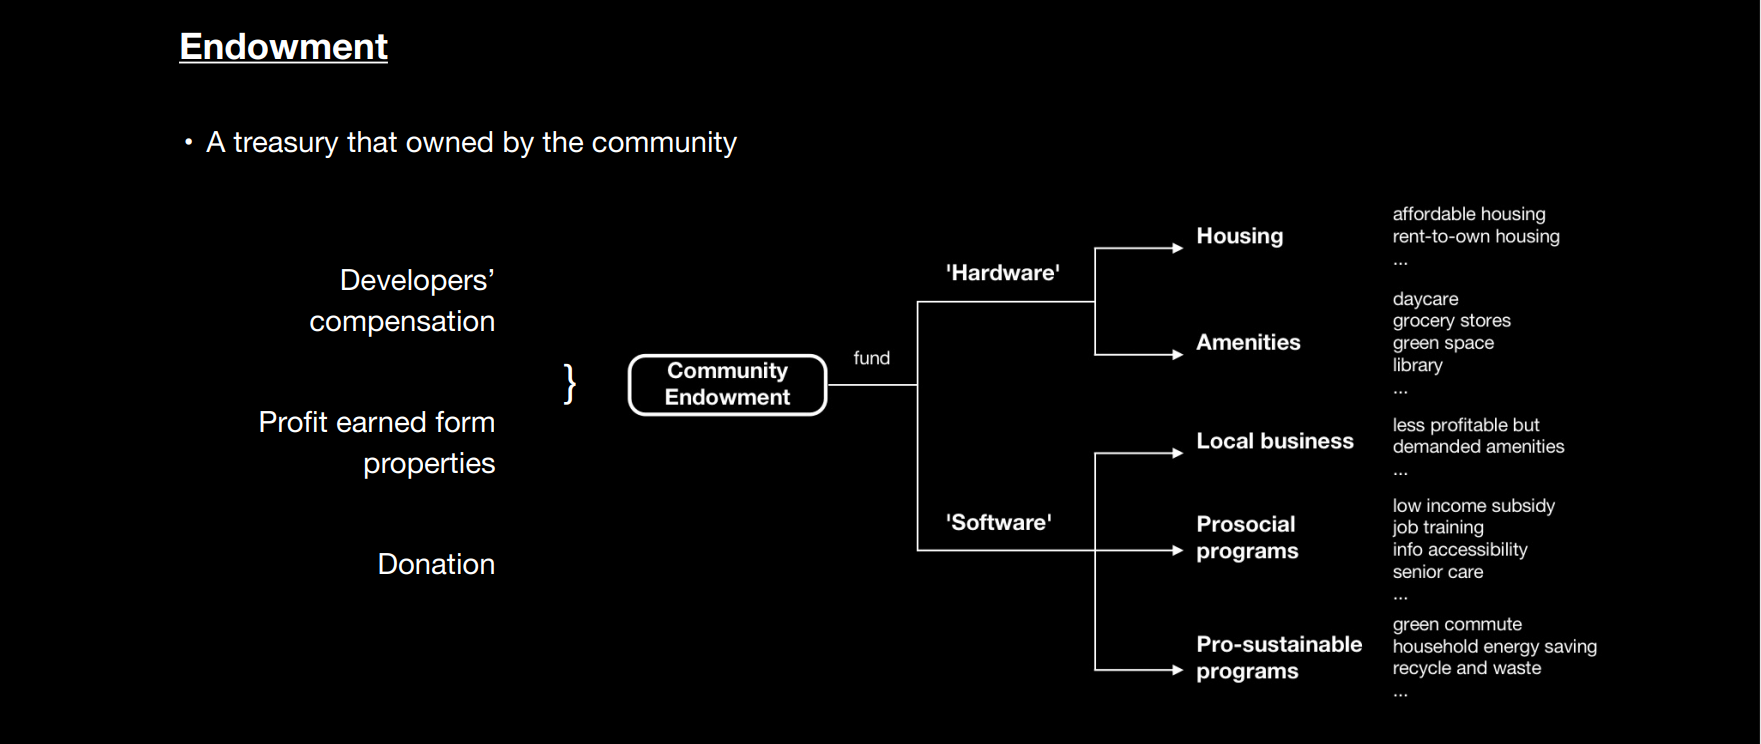 Endowment
• A treasury that owned by the community
Developers’
compensation
Profit earned form
properties
Donation
}
Community
Endowment
fund
'Hardware'
Housing
affordable housing
rent-to-own housing
...
Amenities
daycare
grocery stores
green space
library
...
'Software'
Local business
less profitable but
demanded amenities
...
Prosocial
programs
low income subsidy
job training
info accessibility
senior care
...
Pro-sustainable
programs
green commute
household energy saving
recycle and waste
...